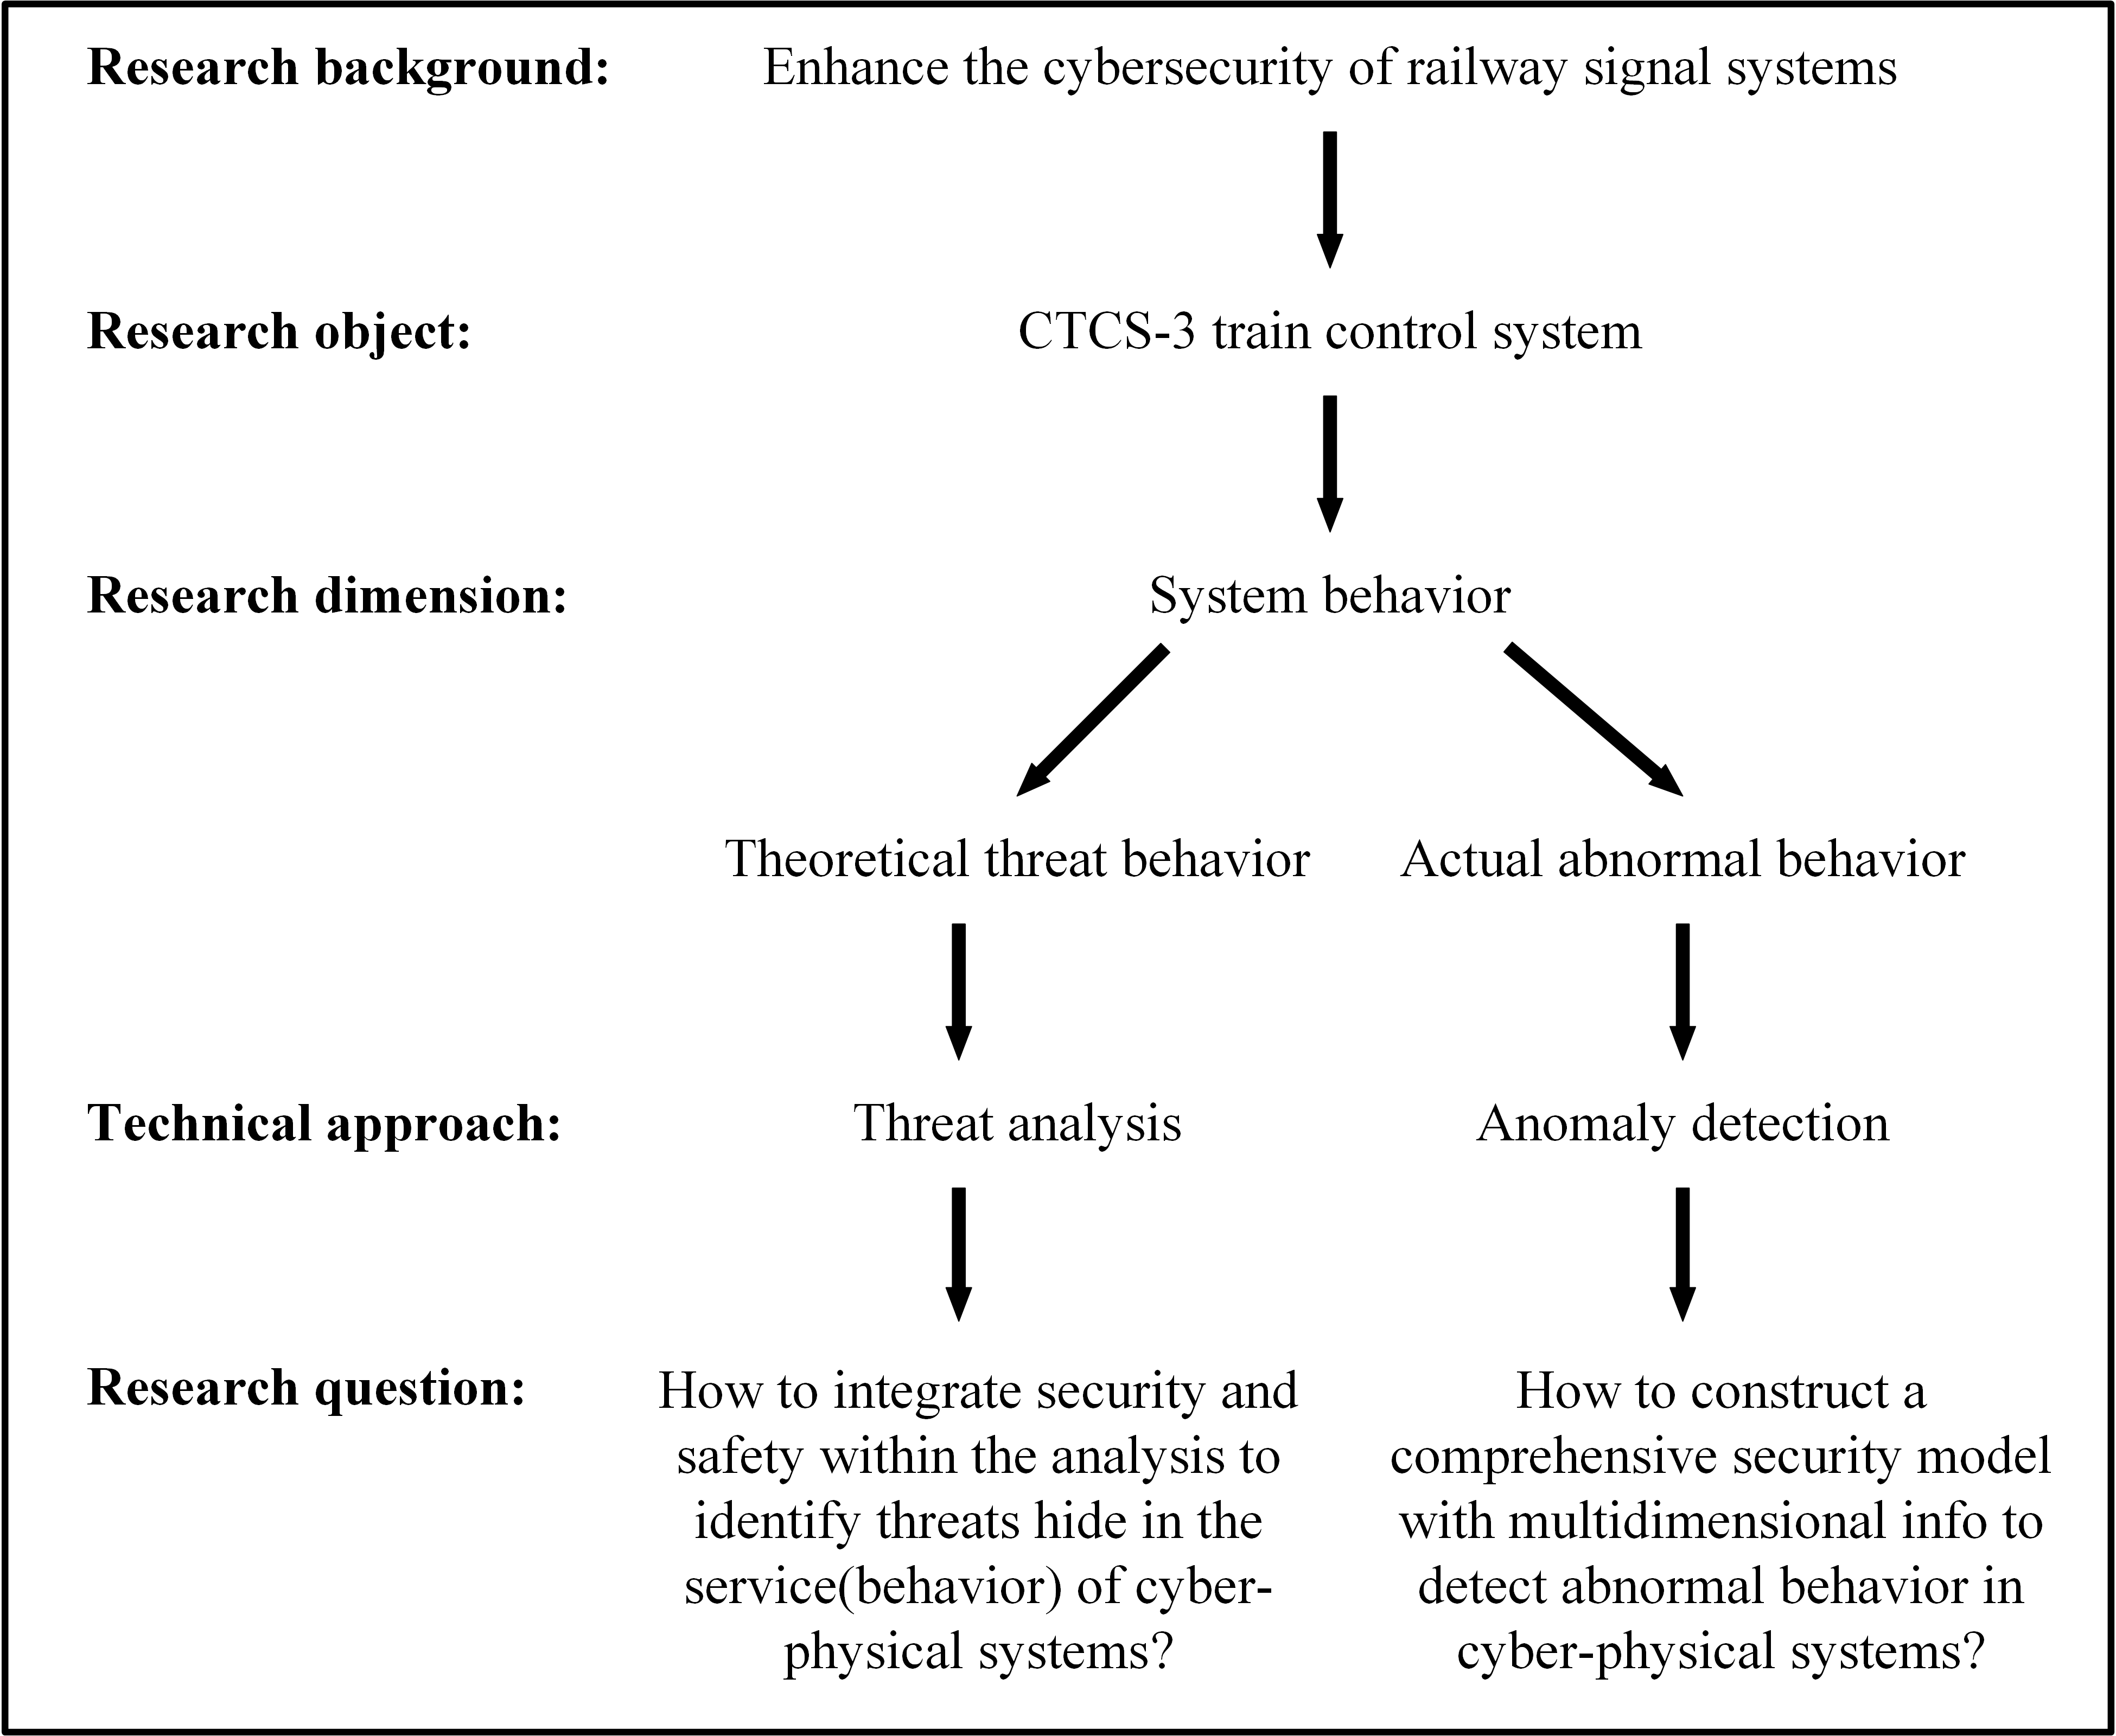 Research background: Enhance the cybersecurity of railway signal systems
Research object: CTCS-3 train control system
Research dimension: System behavior
Theoretical threat behavior Actual abnormal behavior
Technical approach: Threat analysis Anomaly detection
Research question:
How to integrate security and
safety within the analysis to
identify threats hide in the
service(behavior) of cyber-
physical systems?
How to construct a
comprehensive security model
with multidimensional info to
detect abnormal behavior in
cyber-physical systems?